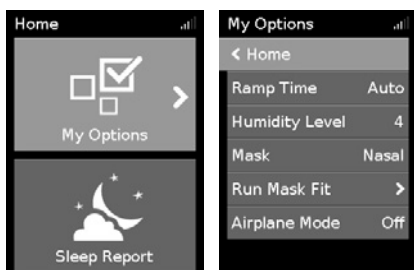 Home
My Options
Sleep Report
My Options
< Home
Ramp Time Auto
Humidity Level 4
Mask Nasal
Run Mask Fit >
Airplane Mode Off